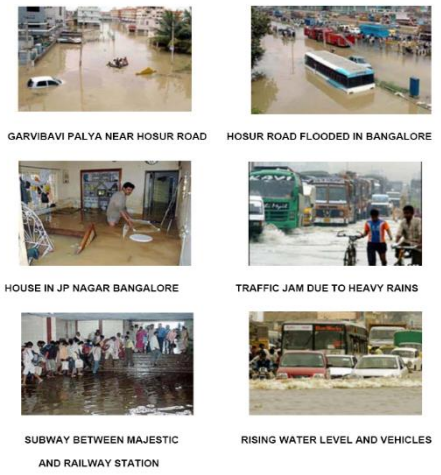 GARVIBAVI PALYA NEAR HOSUR ROAD
HOSUR ROAD FLOODED IN BANGALORE
KAVI
HOUSE IN JP NAGAR BANGALORE
TRAFFIC JAM DUE TO HEAVY RAINS
SUBWAY BETWEEN MAJESTIC
AND RAILWAY STATION
RISING WATER LEVEL AND VEHICLES